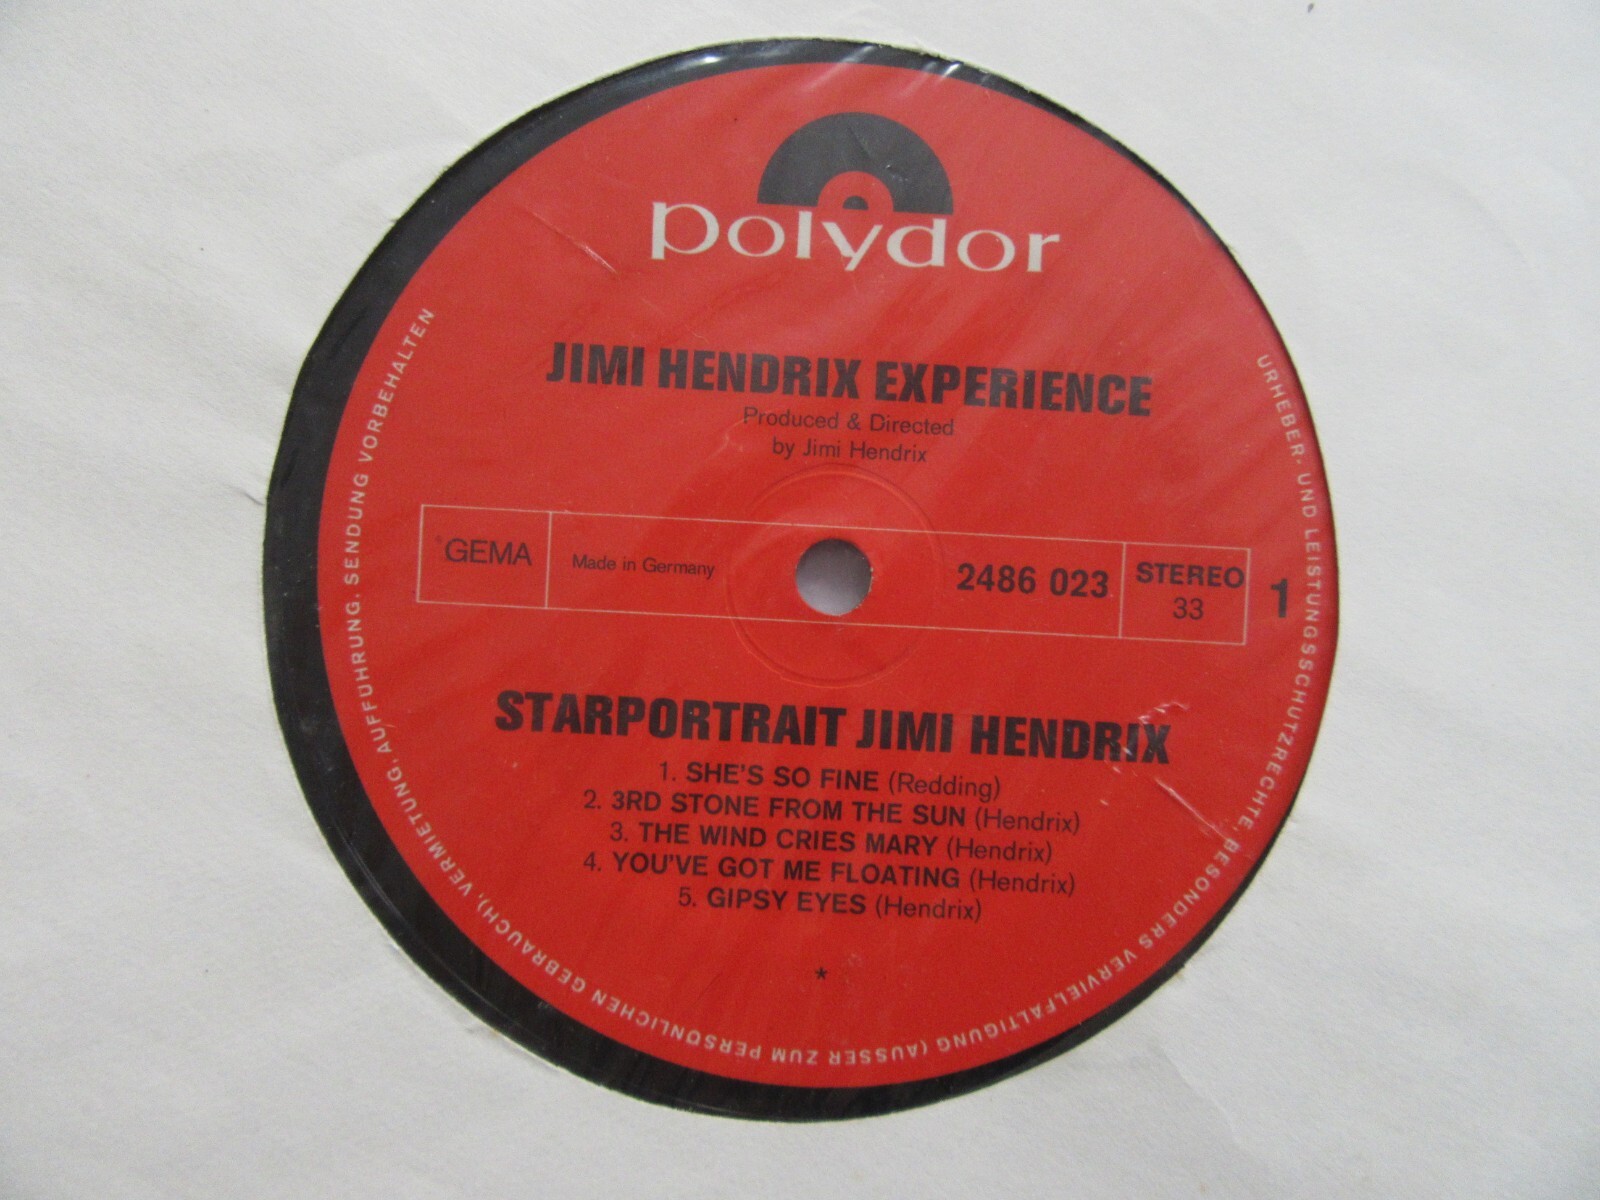 polydor
JIMI HENDRIX EXPERIENCE
Produced & Directed
by Jimi Hendrix
GEMA
Made in Germany
2486 023
STEREO
33
1
STARPORTRAIT JIMI HENDRIX
1. SHE'S SO FINE (Redding)
2. 3RD STONE FROM THE SUN (Hendrix)
3. THE WIND CRIES MARY (Hendrix)
4. YOU'VE GOT ME FLOATING (Hendrix)
5. GIPSY EYES (Hendrix)
*
URHEBER- UND LEISTUNGSSCHUTZRECHTE, BESONDERS VERVIELFÄLTIGUNG (AUSSER ZUM PERSÖNLICHEN GEBRAUCH), VERMIETUNG, AUFFÜHRUNG, SENDUNG VORBEHALTEN